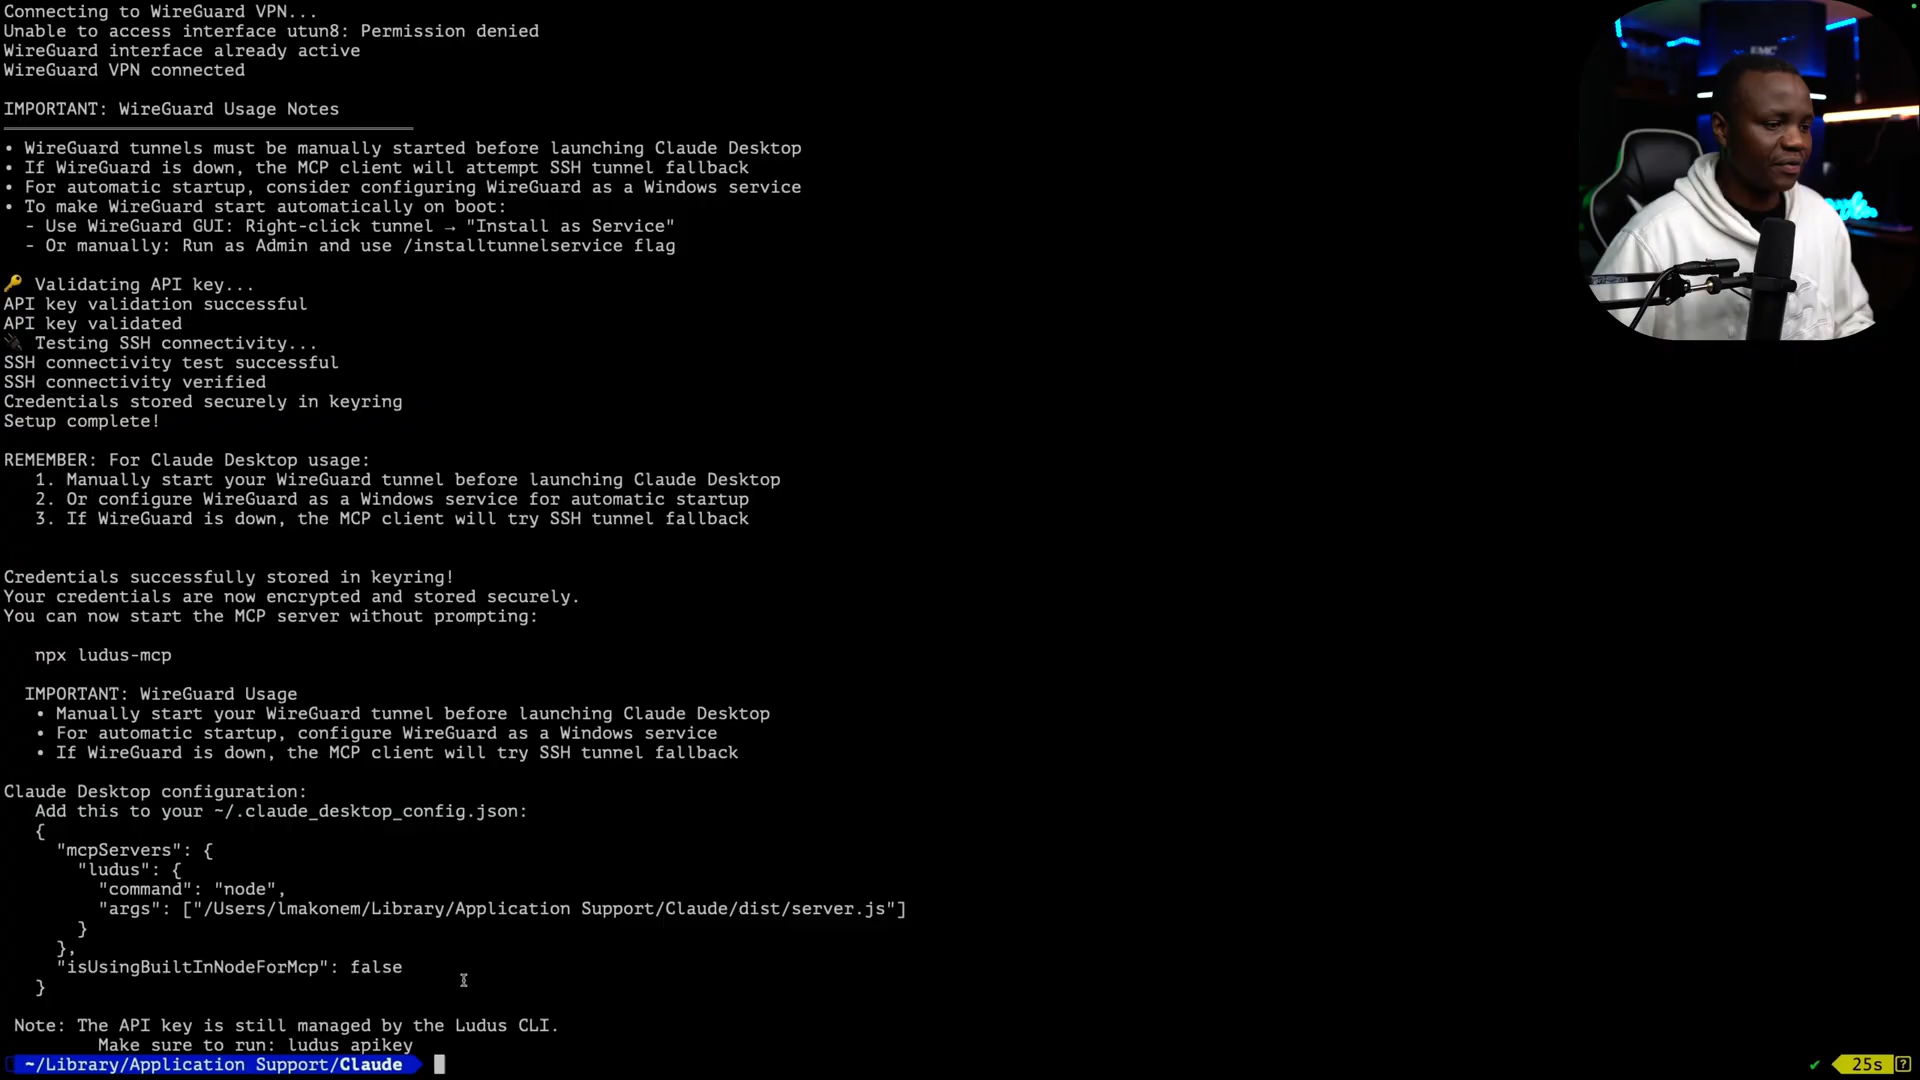 Connecting to WireGuard VPN...
Unable to access interface utun8: Permission denied
WireGuard interface already active
WireGuard VPN connected
IMPORTANT: WireGuard Usage Notes
• WireGuard tunnels must be manually started before launching Claude Desktop
• If WireGuard is down, the MCP client will attempt SSH tunnel fallback
• For automatic startup, consider configuring WireGuard as a Windows service
• To make WireGuard start automatically on boot:
- Use WireGuard GUI: Right-click tunnel → "Install as Service"
- Or manually: Run as Admin and use /installtunnelservice flag
🔑 Validating API key...
API key validation successful
API key validated
🔌 Testing SSH connectivity...
SSH connectivity test successful
SSH connectivity verified
Credentials stored securely in keyring
Setup complete!
REMEMBER: For Claude Desktop usage:
1. Manually start your WireGuard tunnel before launching Claude Desktop
2. Or configure WireGuard as a Windows service for automatic startup
3. If WireGuard is down, the MCP client will try SSH tunnel fallback
Credentials successfully stored in keyring!
Your credentials are now encrypted and stored securely.
You can now start the MCP server without prompting:
npx ludus-mcp
IMPORTANT: WireGuard Usage
• Manually start your WireGuard tunnel before launching Claude Desktop
• For automatic startup, configure WireGuard as a Windows service
• If WireGuard is down, the MCP client will try SSH tunnel fallback
Claude Desktop configuration:
Add this to your ~/.claude_desktop_config.json:
{
"mcpServers": {
"ludus": {
"command": "node",
"args": ["/Users/lmakonem/Library/Application Support/Claude/dist/server.js"]
}
},
"isUsingBuiltInNodeForMcp": false
}
Note: The API key is still managed by the Ludus CLI.
Make sure to run: ludus apikey
~/Library/Application Support/Claude
✔ 25s ?